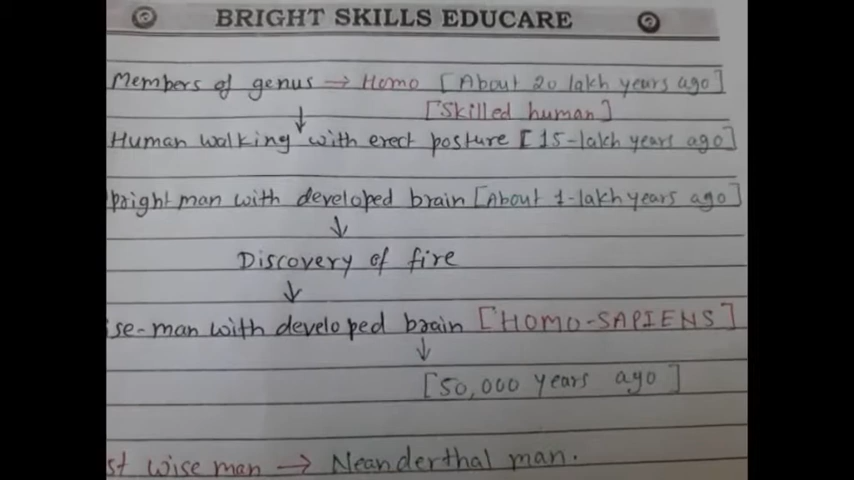 BRIGHT SKILLS EDUCARE
Members of genus → Homo [About 20 lakh years ago]
[Skilled human]
↓
Human walking with erect posture [15-lakh years ago]
pright man with developed brain [About 1-lakh years ago]
↓
Discovery of fire
↓
se-man with developed brain [HOMO-SAPIENS]
↓
[50,000 years ago]
st wise man → Neanderthal man.